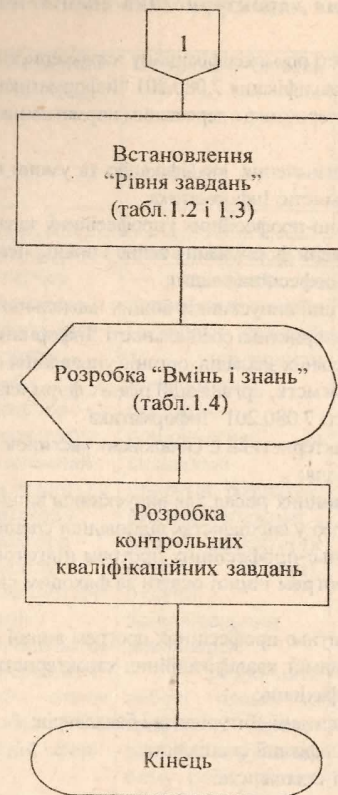 1
Встановлення
“Рівня завдань”
(табл.1.2 і 1.3)
Розробка “Вмінь і знань”
(табл.1.4)
Розробка
контрольних
кваліфікаційних завдань
Кінець